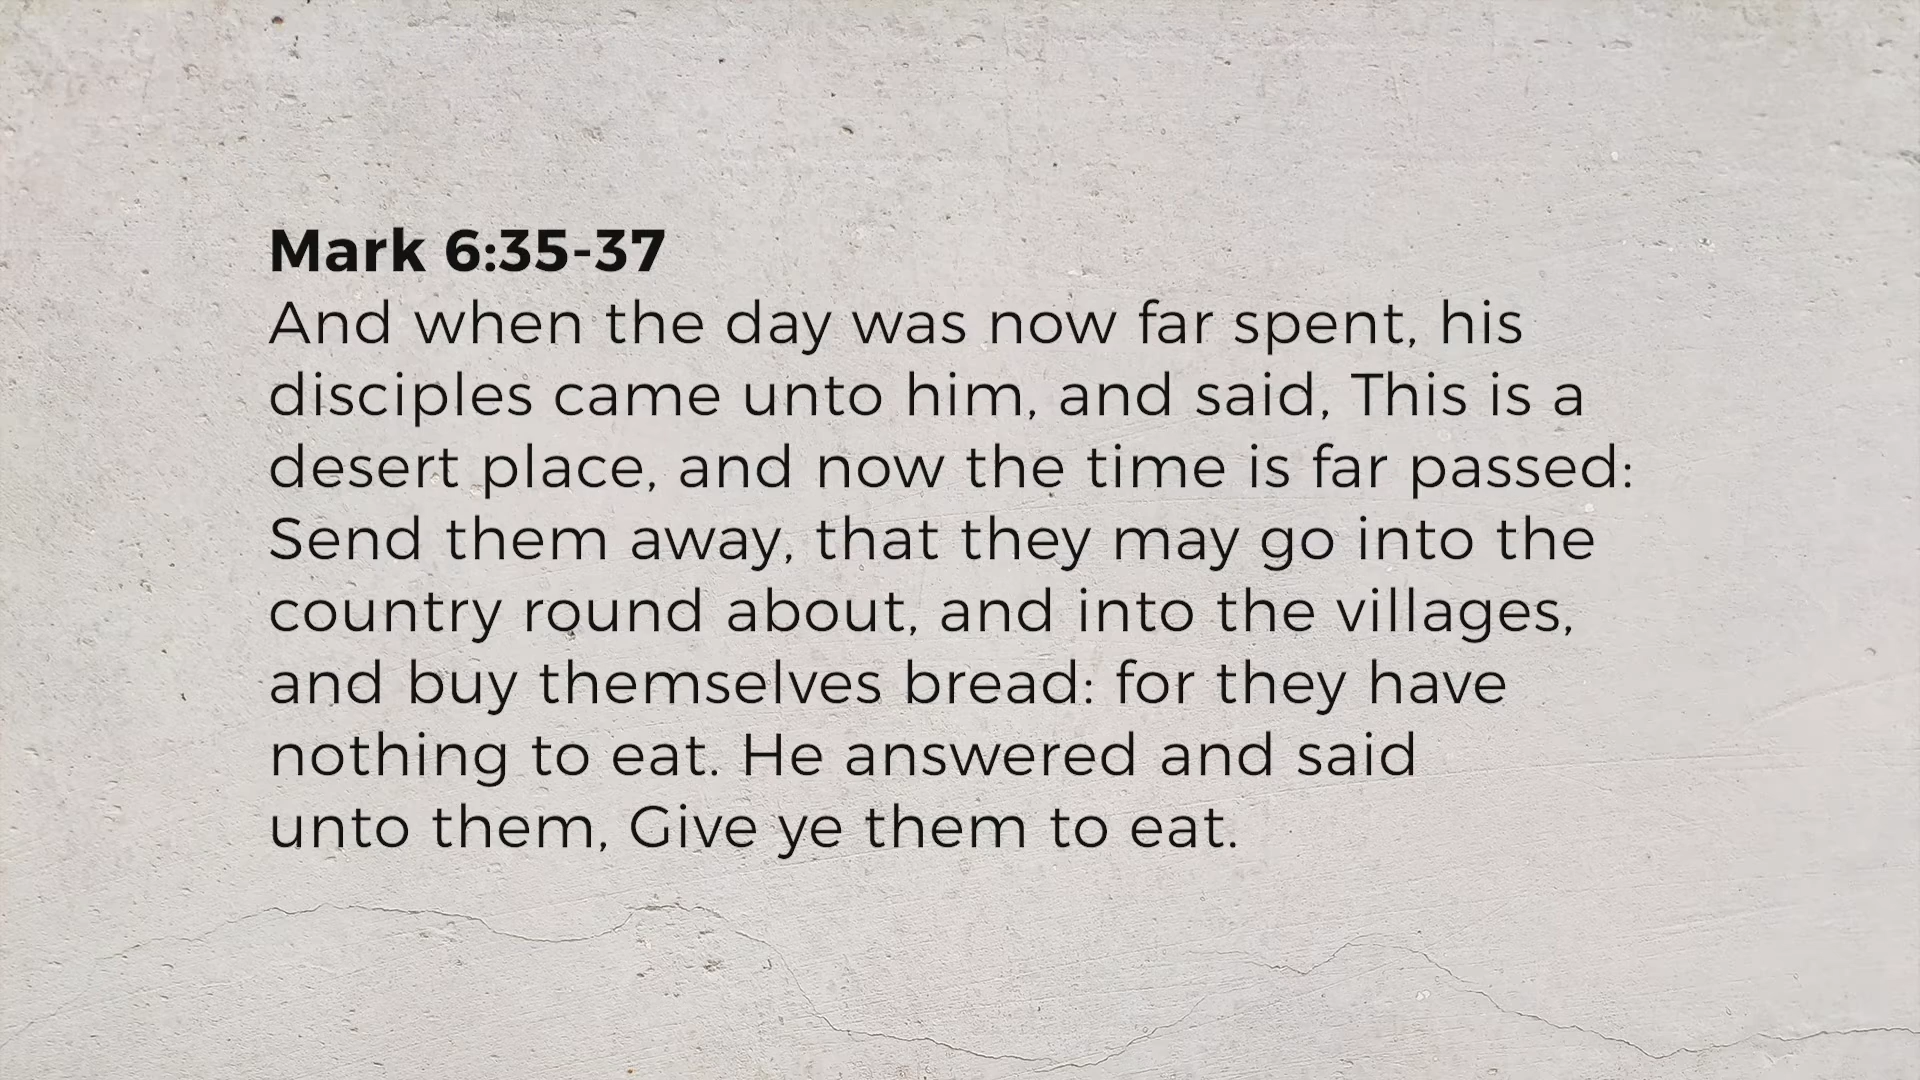 Mark 6:35-37
And when the day was now far spent, his
disciples came unto him, and said, This is a
desert place, and now the time is far passed:
Send them away, that they may go into the
country round about, and into the villages,
and buy themselves bread: for they have
nothing to eat. He answered and said
unto them, Give ye them to eat.